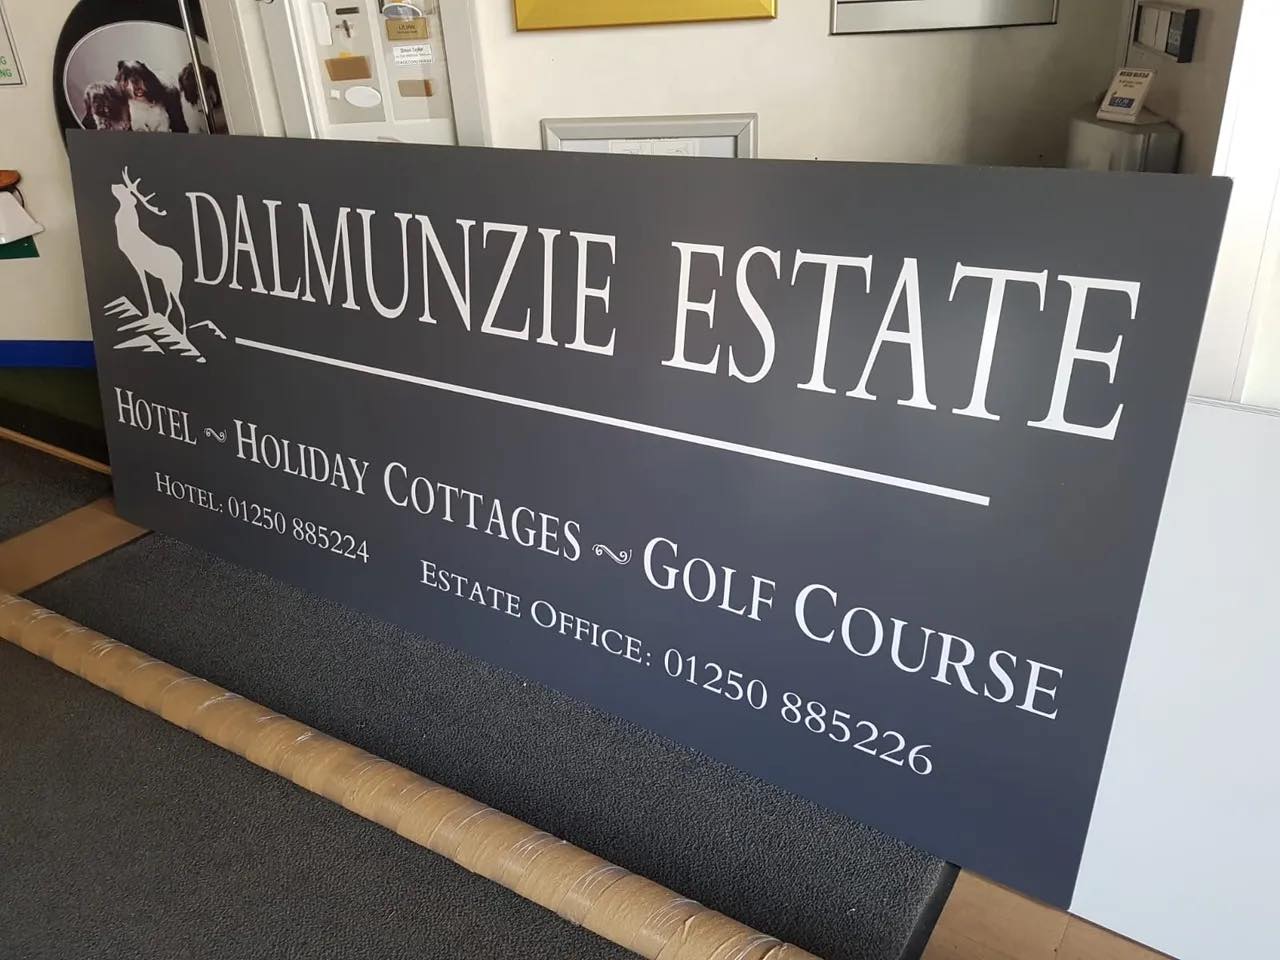 DALMUNZIE ESTATE
HOTEL ~ HOLIDAY COTTAGES ~ GOLF COURSE
HOTEL: 01250 885224 ESTATE OFFICE: 01250 885226